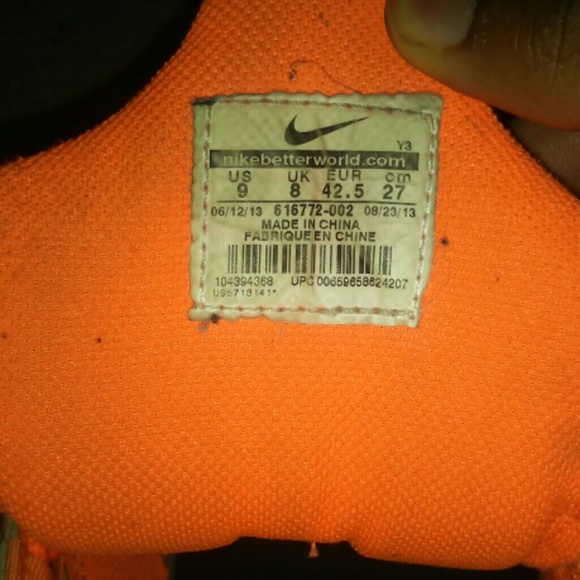 Y3
nikebetterworld.com
US UK EUR cm
9 8 42.5 27
06/12/13 616772-002 08/23/13
MADE IN CHINA
FABRIQUE EN CHINE
104394368 UPC 00659658624207